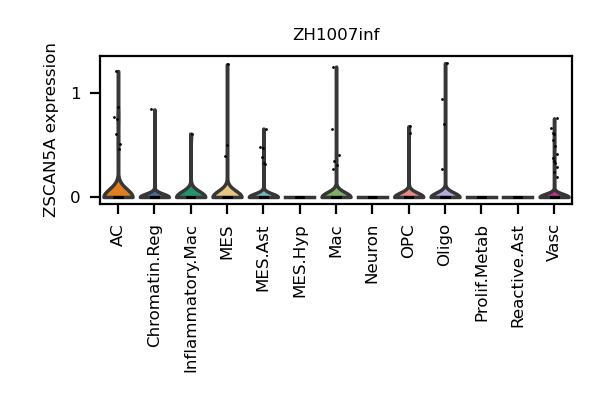 ZH1007inf
ZSCAN5A expression
1
0
AC
Chromatin.Reg
Inflammatory.Mac
MES
MES.Ast
MES.Hyp
Mac
Neuron
OPC
Oligo
Prolif.Metab
Reactive.Ast
Vasc